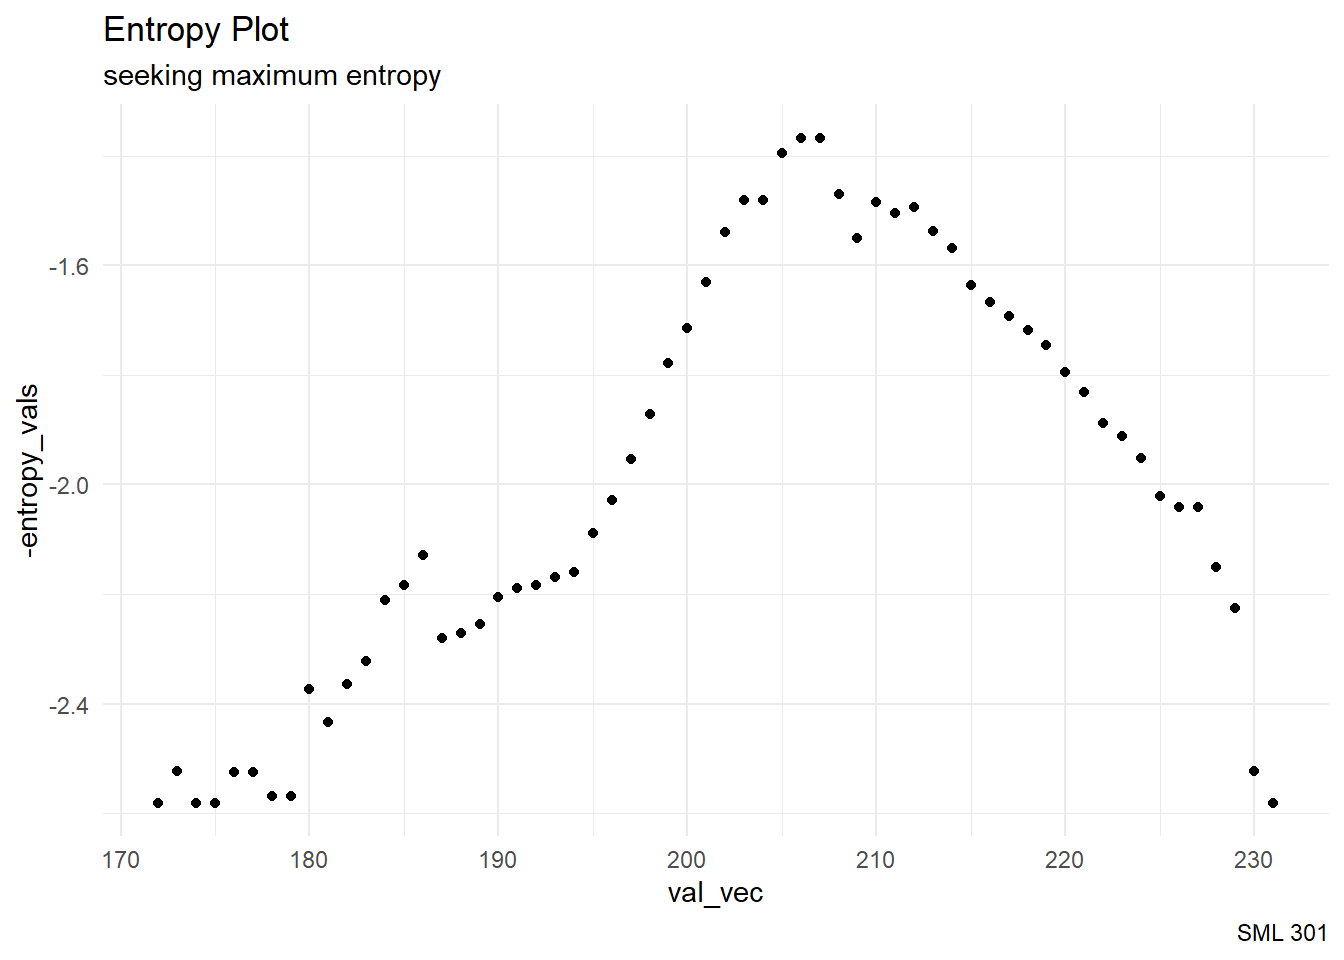 Entropy Plot
seeking maximum entropy
-entropy_vals
-1.6
-2.0
-2.4
170 180 190 200 210 220 230
val_vec
SML 301